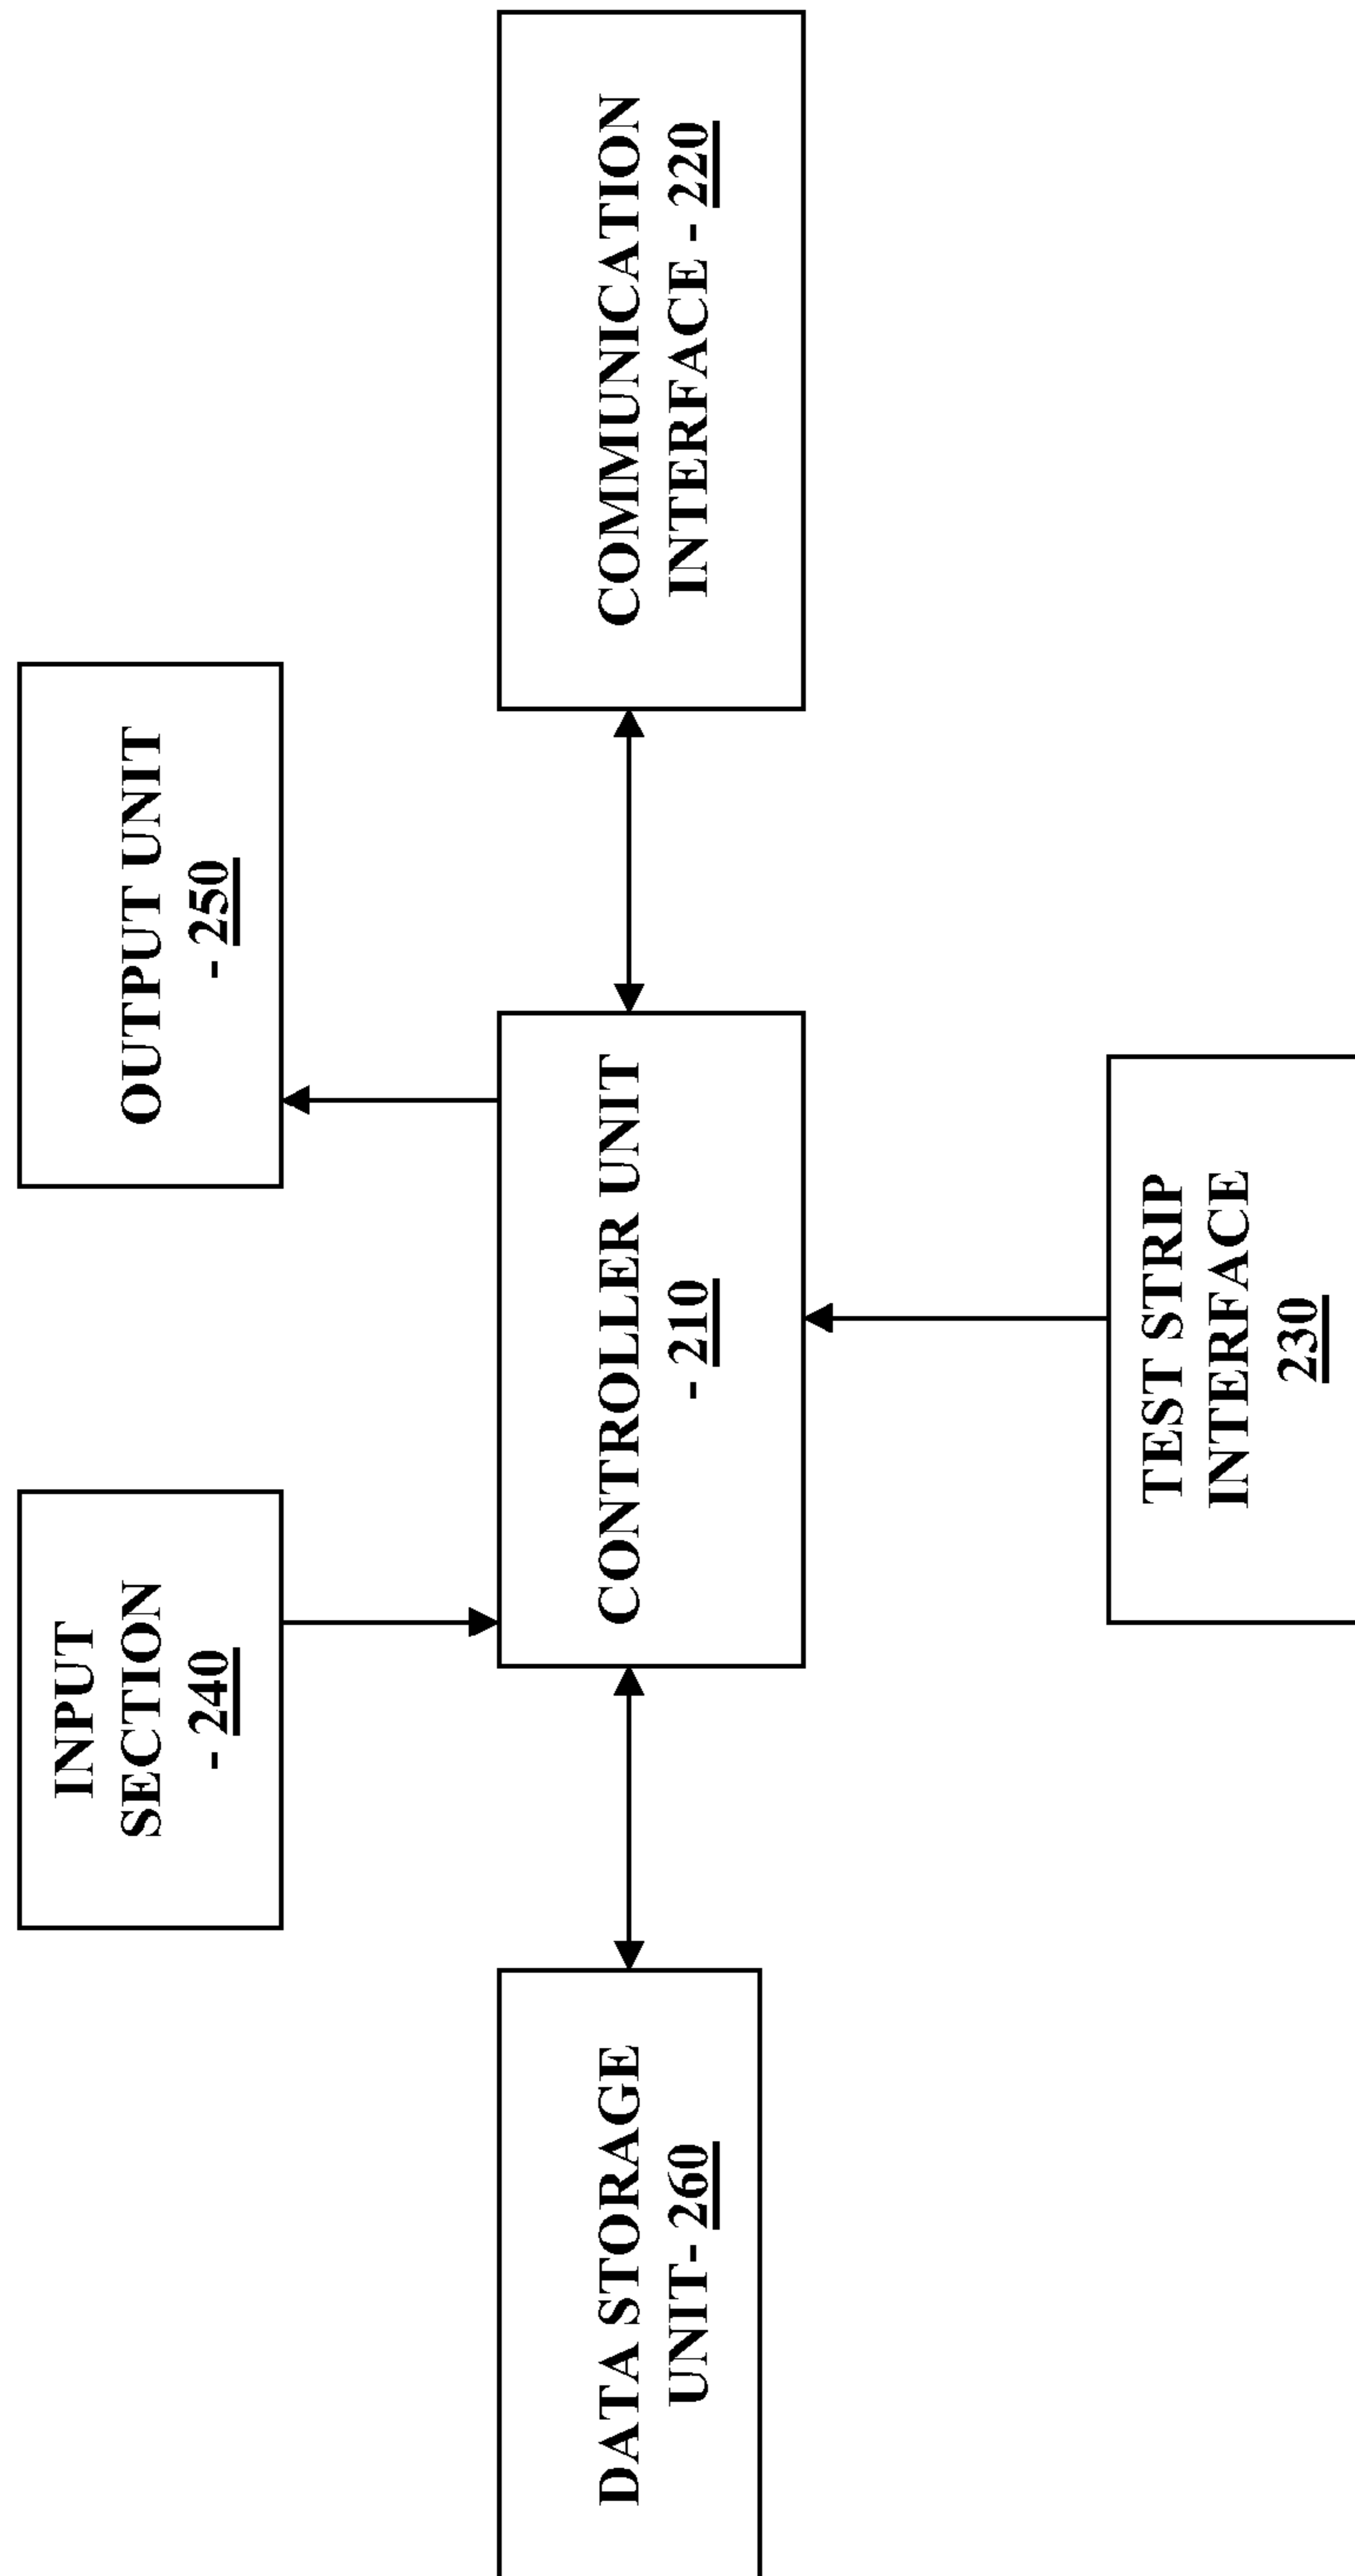 INPUT
SECTION
- 240
OUTPUT UNIT
- 250
DATA STORAGE
UNIT- 260
CONTROLLER UNIT
- 210
COMMUNICATION
INTERFACE - 220
TEST STRIP
INTERFACE
230